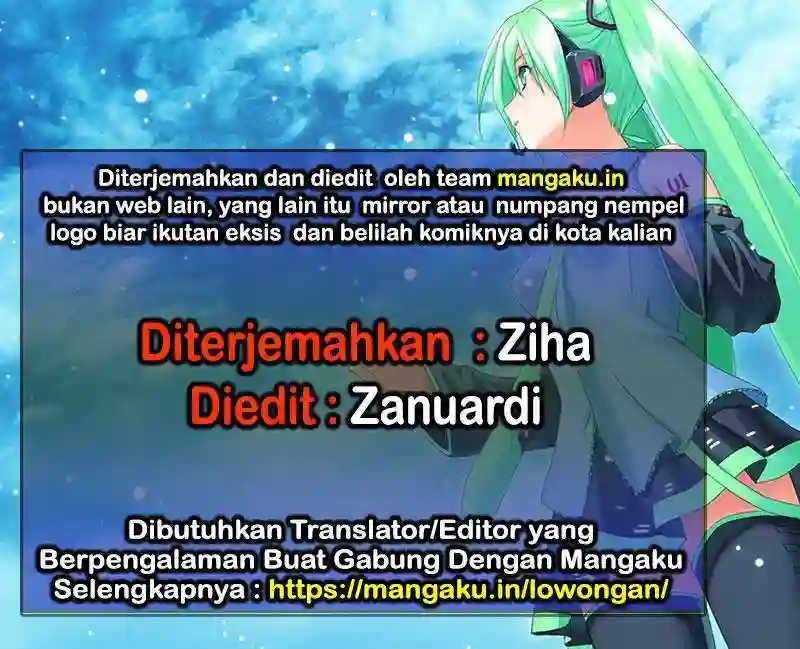 Diterjemahkan dan diedit oleh team mangaku.in
bukan web lain, yang lain itu mirror atau numpang nempel
logo biar ikutan eksis dan belilah komiknya di kota kalian
01
Diterjemahkan : Ziha
Diedit : Zanuardi
Dibutuhkan Translator/Editor yang
Berpengalaman Buat Gabung Dengan Mangaku
Selengkapnya : https://mangaku.in/lowongan/